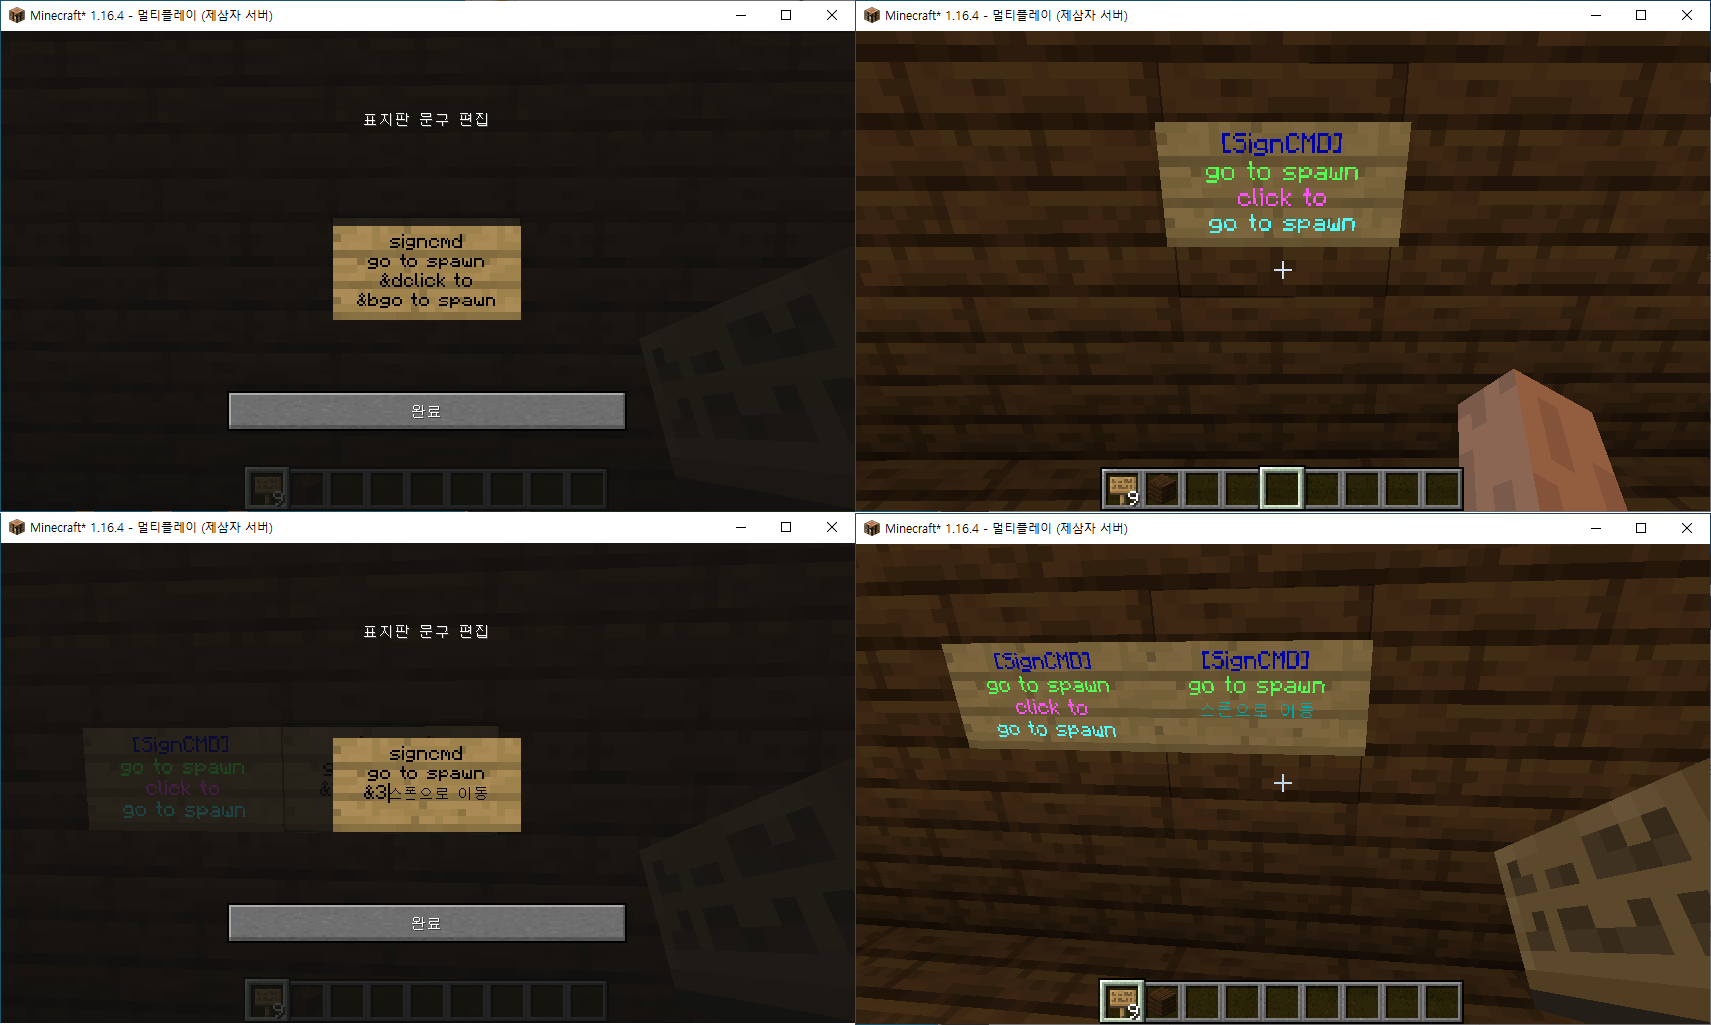 Minecraft* 1.16.4 - 멀티플레이 (제삼자 서버)
표지판 문구 편집
signcmd
go to spawn
&dclick to
&bgo to spawn
완료
9
Minecraft* 1.16.4 - 멀티플레이 (제삼자 서버)
[SignCMD]
go to spawn
click to
go to spawn
9
Minecraft* 1.16.4 - 멀티플레이 (제삼자 서버)
표지판 문구 편집
[SignCMD]
go to spawn
click to
go to spawn
signcmd
go to spawn
&3스폰으로 이동
완료
9
Minecraft* 1.16.4 - 멀티플레이 (제삼자 서버)
[SignCMD]
go to spawn
click to
go to spawn
[SignCMD]
go to spawn
스폰으로 이동
9